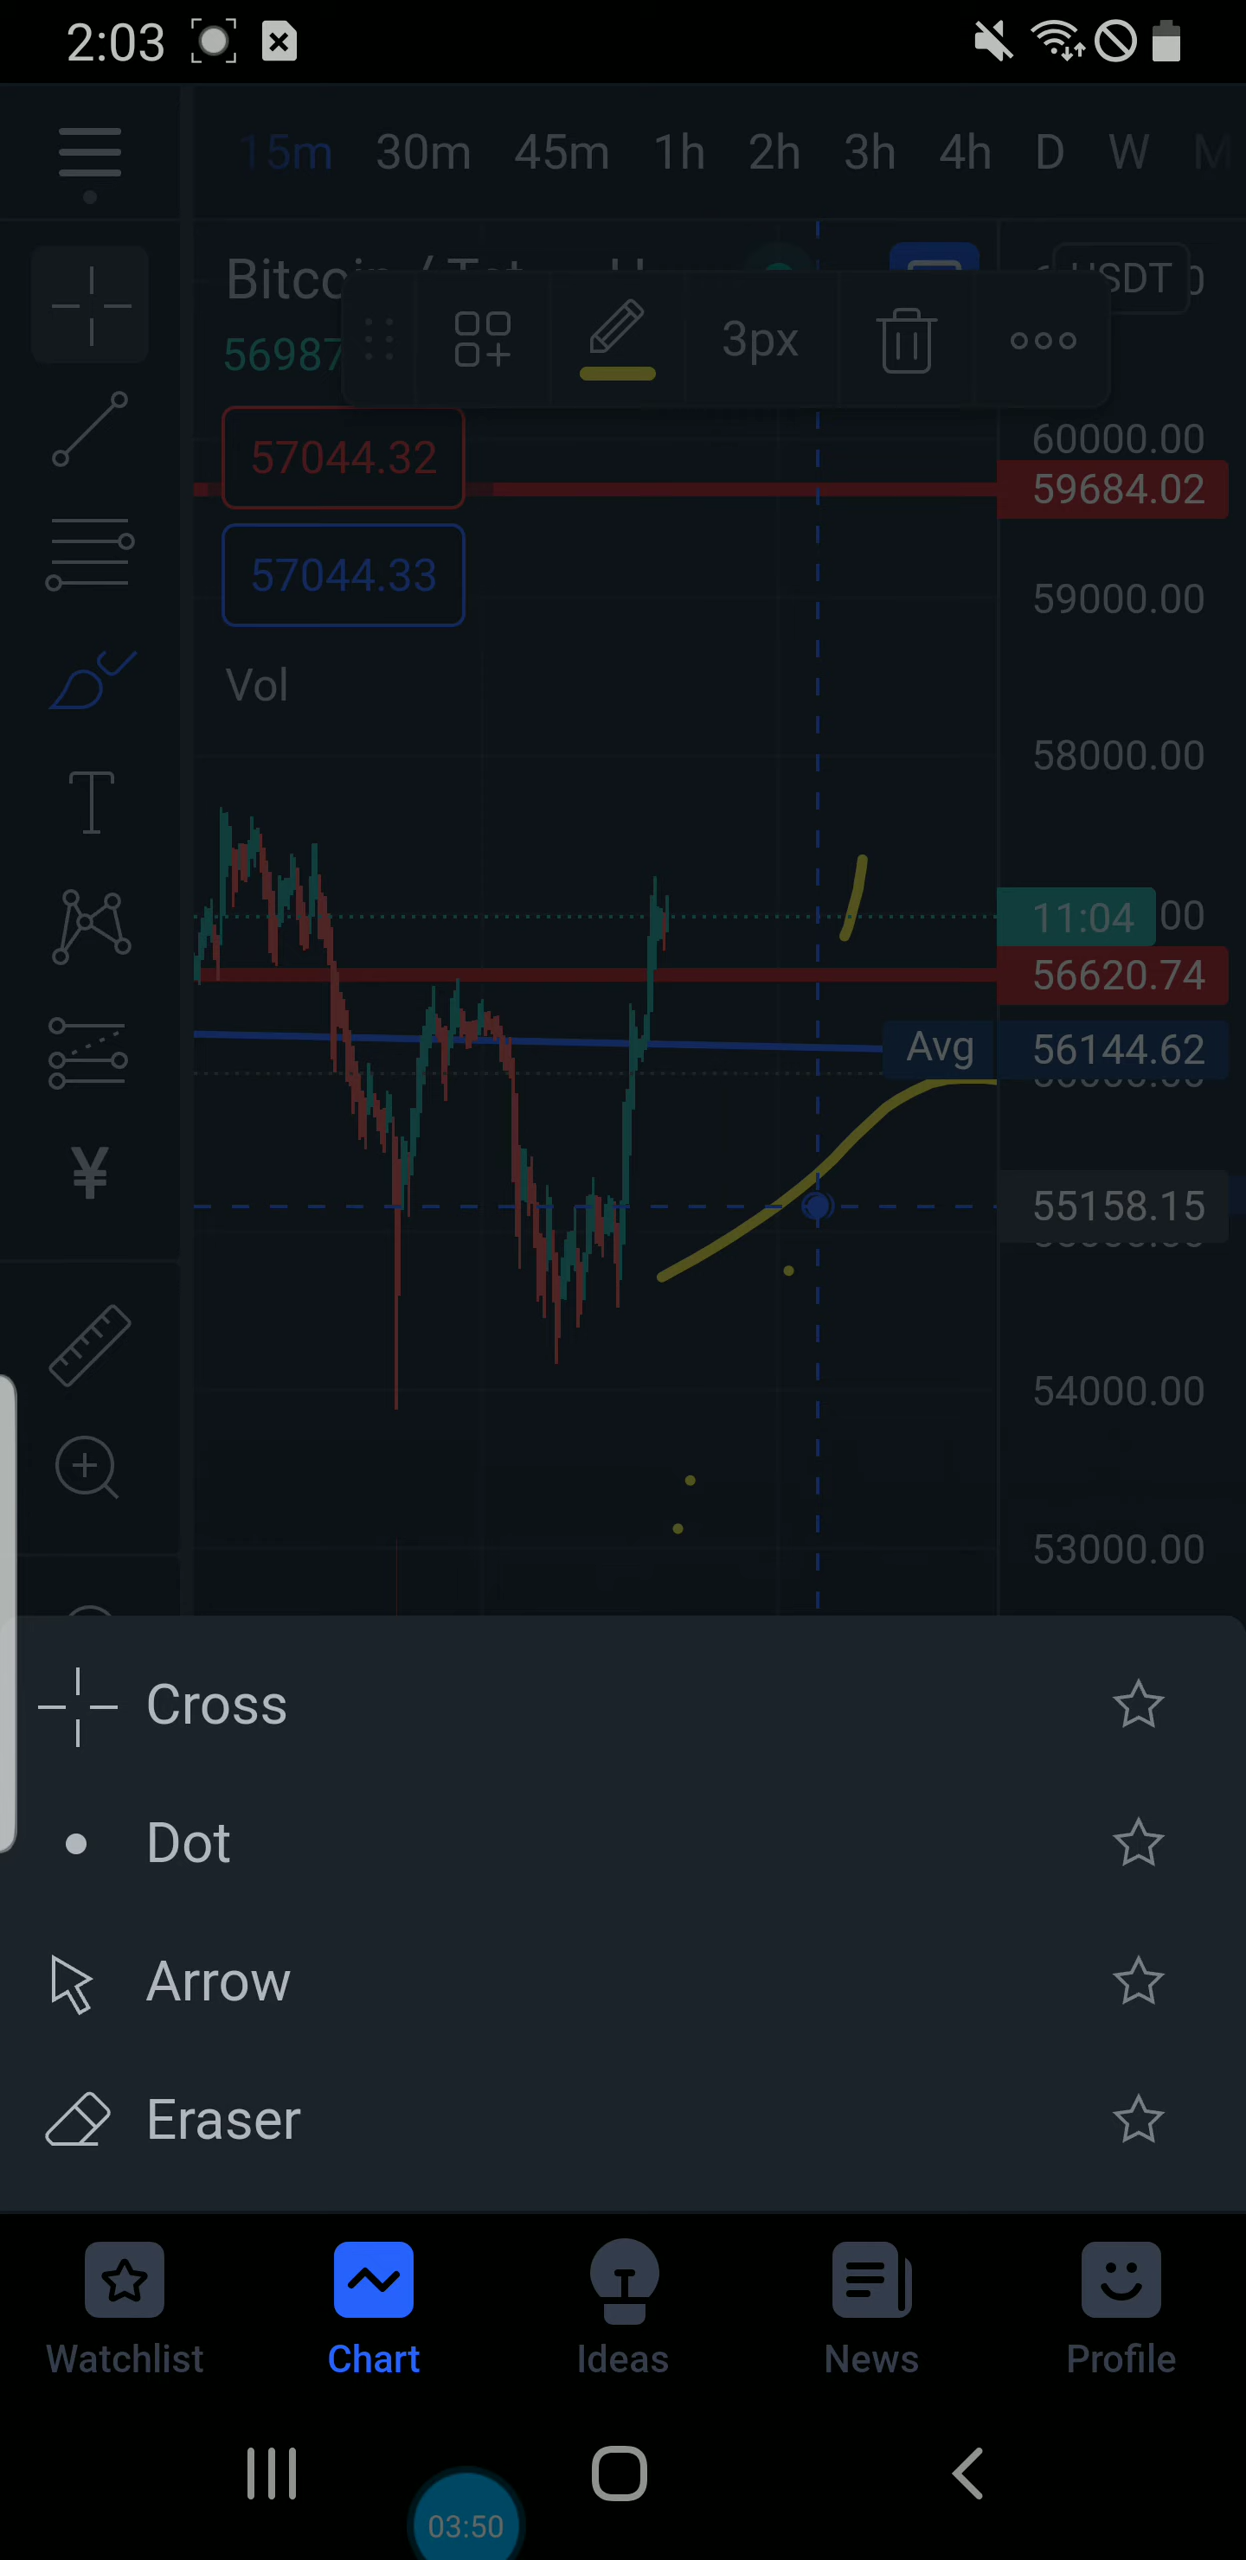 2:03
15m 30m 45m 1h 2h 3h 4h D W M
USDT
56987
3px
57044.32
60000.00
59684.02
57044.33
59000.00
Vol
58000.00
11:04
00
56620.74
Avg 56144.62
55158.15
54000.00
53000.00
Cross
Dot
Arrow
Eraser
Watchlist Chart Ideas News Profile
03:50